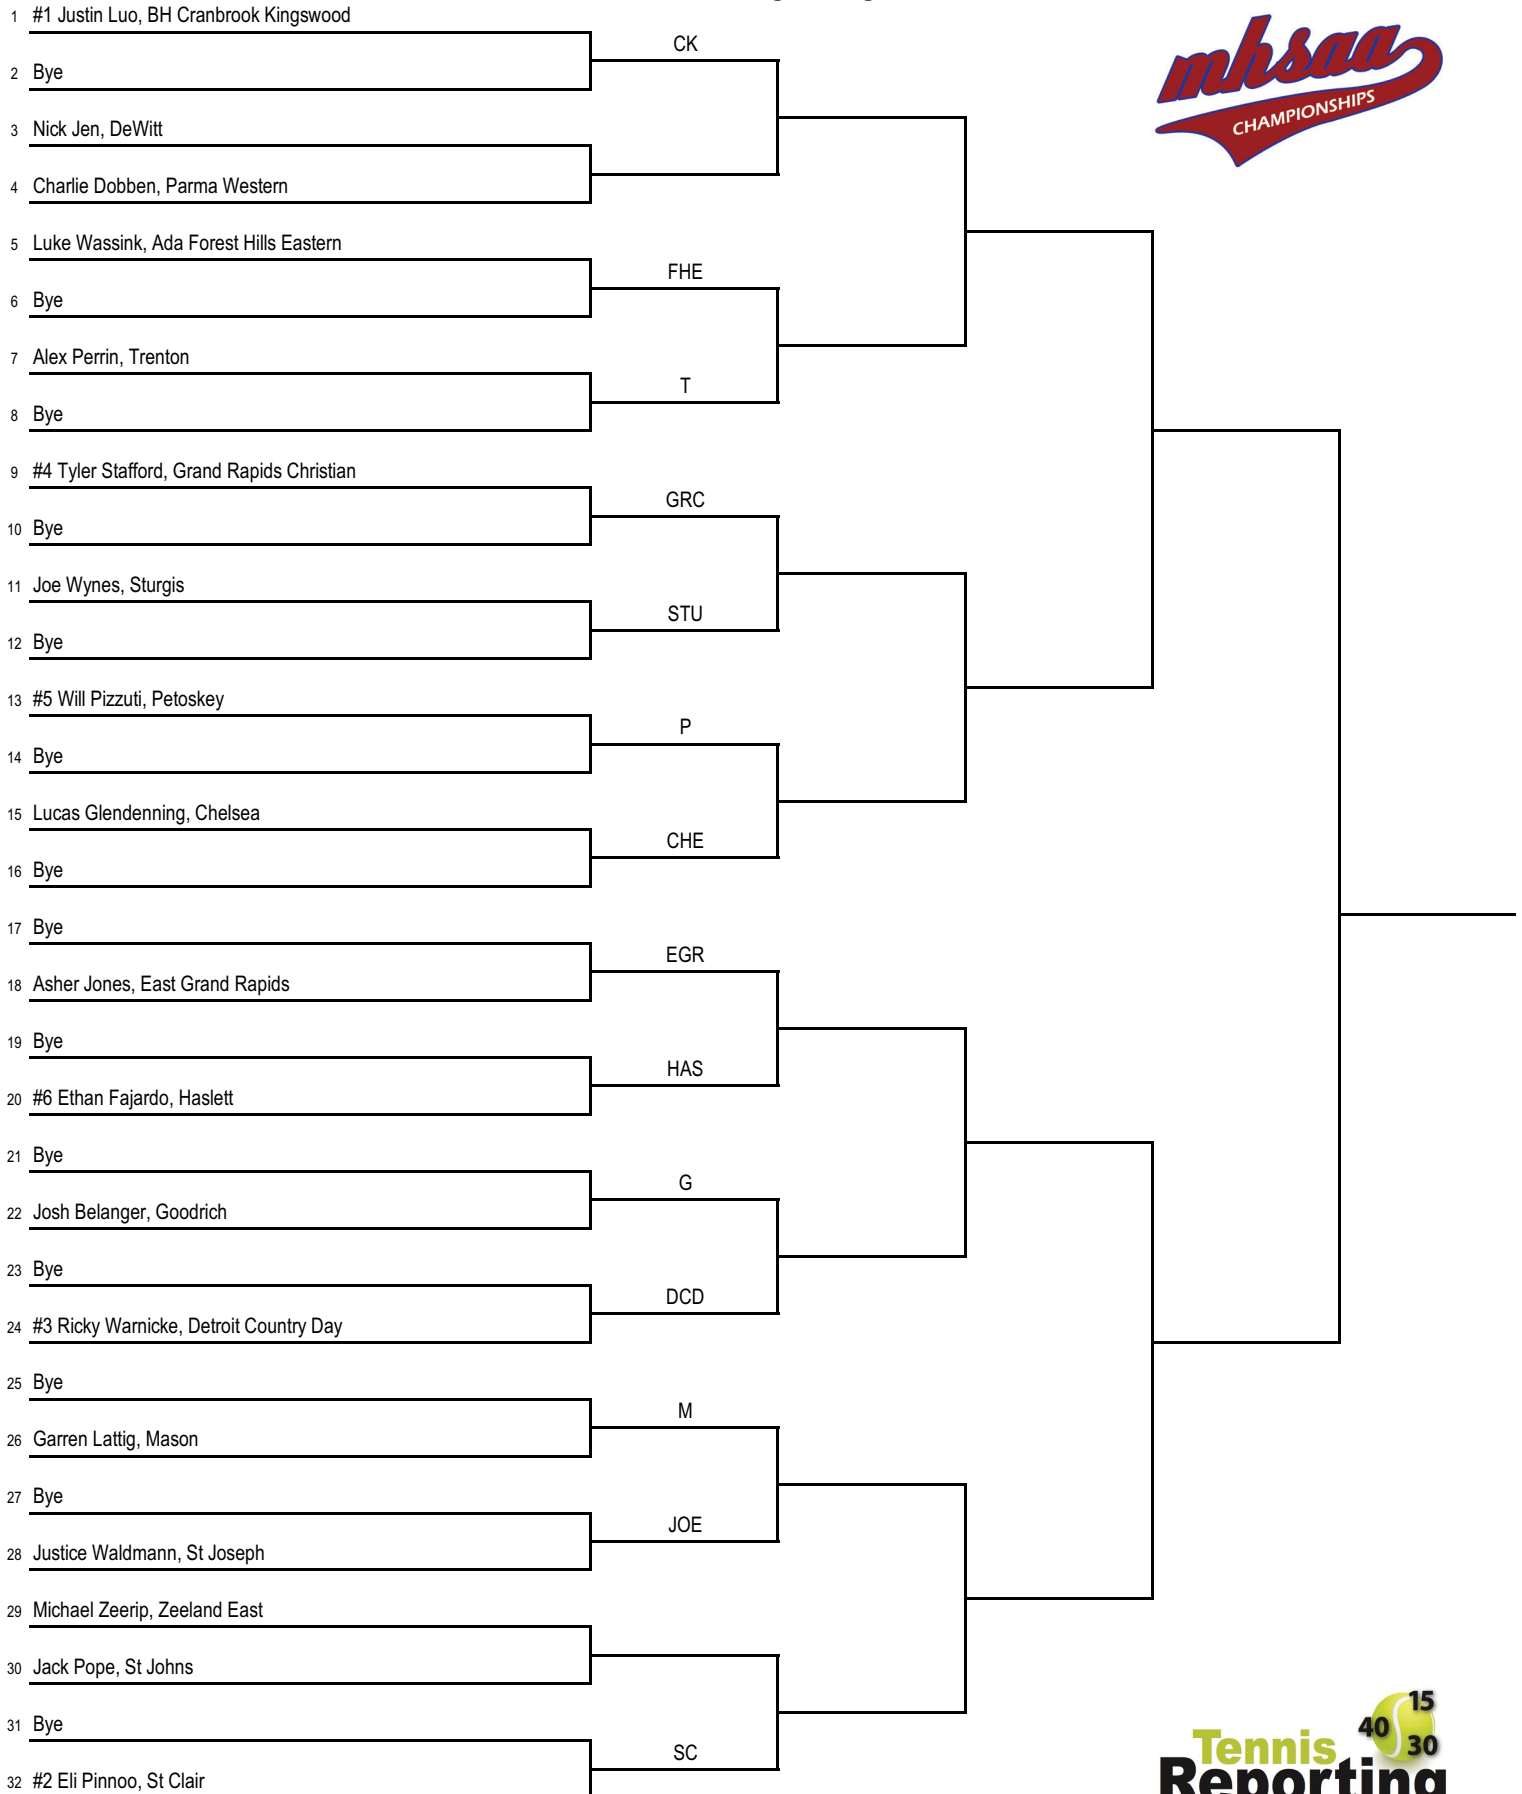 1 #1 Justin Luo, BH Cranbrook Kingswood
CK
2 Bye
3 Nick Jen, DeWitt
4 Charlie Dobben, Parma Western
5 Luke Wassink, Ada Forest Hills Eastern
FHE
6 Bye
7 Alex Perrin, Trenton
T
8 Bye
9 #4 Tyler Stafford, Grand Rapids Christian
GRC
10 Bye
11 Joe Wynes, Sturgis
STU
12 Bye
13 #5 Will Pizzuti, Petoskey
P
14 Bye
15 Lucas Glendenning, Chelsea
CHE
16 Bye
17 Bye
EGR
18 Asher Jones, East Grand Rapids
19 Bye
HAS
20 #6 Ethan Fajardo, Haslett
21 Bye
G
22 Josh Belanger, Goodrich
23 Bye
DCD
24 #3 Ricky Warnicke, Detroit Country Day
25 Bye
M
26 Garren Lattig, Mason
27 Bye
JOE
28 Justice Waldmann, St Joseph
29 Michael Zeerip, Zeeland East
30 Jack Pope, St Johns
31 Bye
SC
32 #2 Eli Pinnoo, St Clair
mhsaa
CHAMPIONSHIPS
15
40
30
Tennis
Reporting